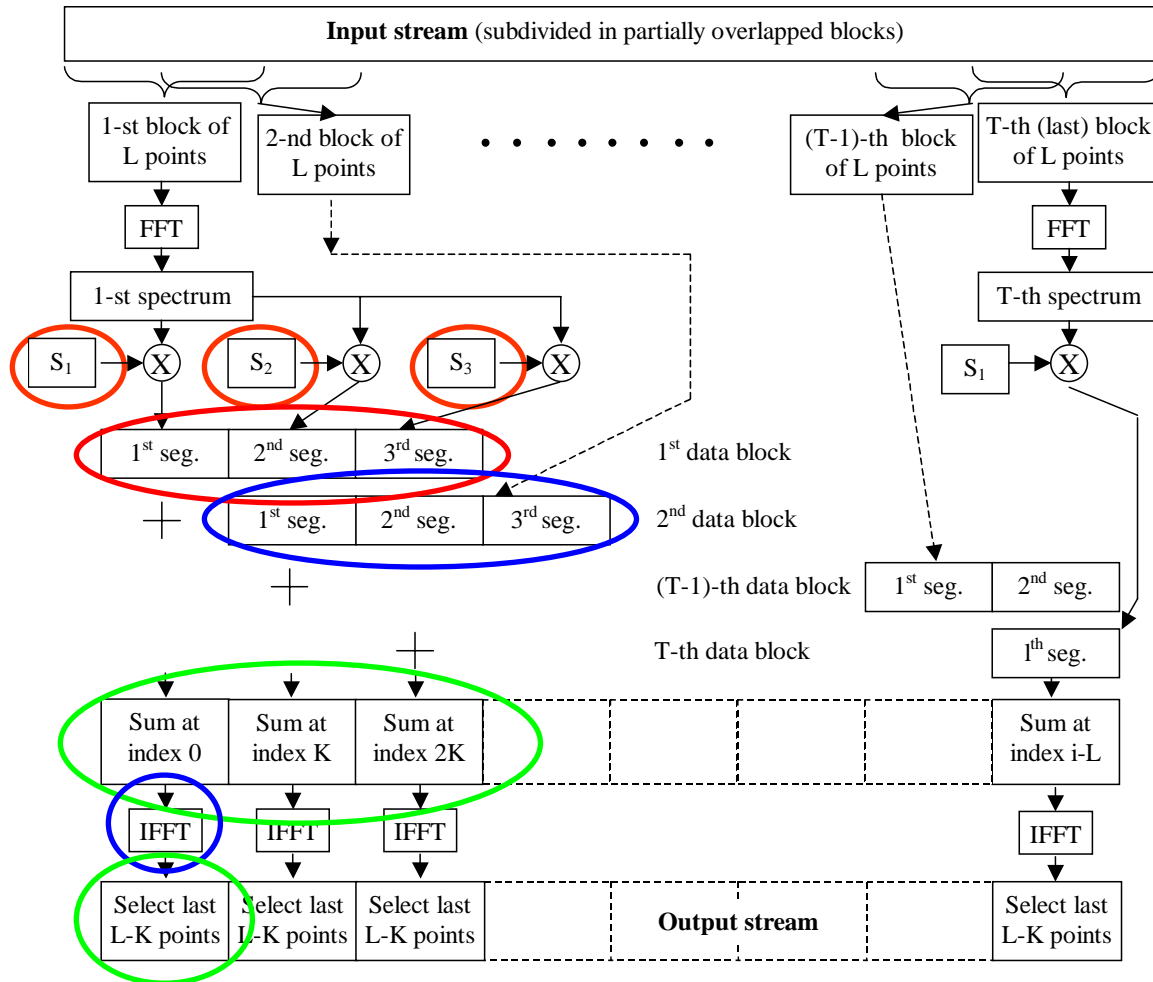 Input stream (subdivided in partially overlapped blocks)
1-st block of
L points
2-nd block of
L points
(T-1)-th block
of L points
T-th (last) block
of L points
FFT
FFT
1-st spectrum
T-th spectrum
S1
X
S2
X
S3
X
S1
X
1st seg.
2nd seg.
3rd seg.
1st data block
1st seg.
2nd seg.
3rd seg.
2nd data block
(T-1)-th data block
1st seg.
2nd seg.
T-th data block
1th seg.
Sum at
index 0
Sum at
index K
Sum at
index 2K
Sum at
index i-L
IFFT
IFFT
IFFT
IFFT
Select last
L-K points
Select last
L-K points
Select last
L-K points
Output stream
Select last
L-K points